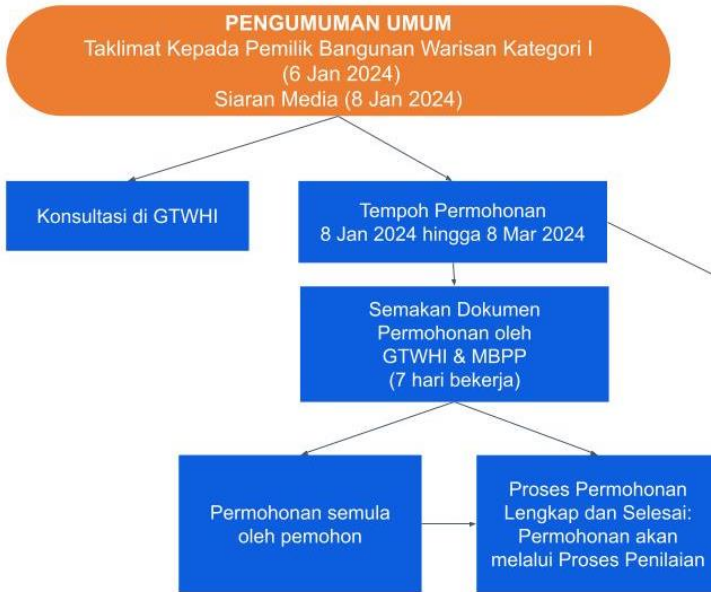 PENGUMUMAN UMUM
Taklimat Kepada Pemilik Bangunan Warisan Kategori I
(6 Jan 2024)
Siaran Media (8 Jan 2024)
Konsultasi di GTWHI
Tempoh Permohonan
8 Jan 2024 hingga 8 Mar 2024
Semakan Dokumen
Permohonan oleh
GTWHI & MBPP
(7 hari bekerja)
Permohonan semula
oleh pemohon
Proses Permohonan
Lengkap dan Selesai:
Permohonan akan
melalui Proses Penilaian